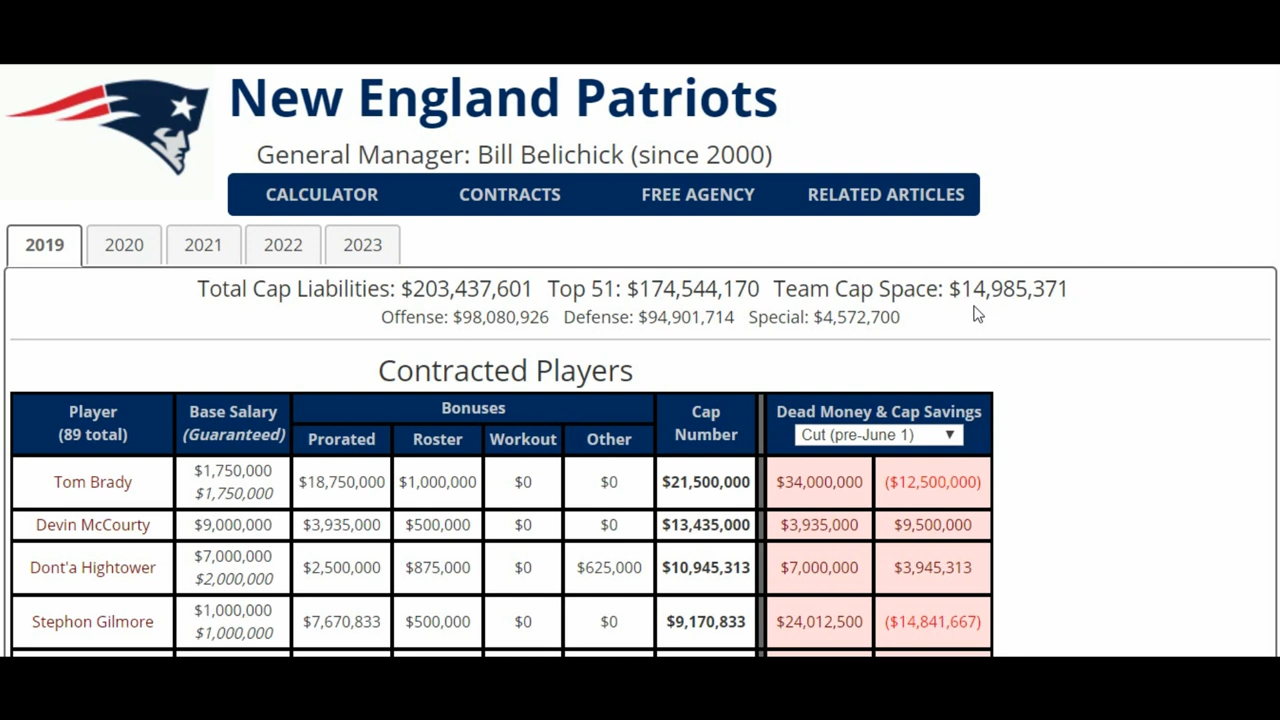 New England Patriots
General Manager: Bill Belichick (since 2000)
CALCULATOR CONTRACTS FREE AGENCY RELATED ARTICLES
2019 2020 2021 2022 2023
Total Cap Liabilities: $203,437,601 Top 51: $174,544,170 Team Cap Space: $14,985,371
Offense: $98,080,926 Defense: $94,901,714 Special: $4,572,700
Contracted Players
Player (89 total) Base Salary (Guaranteed) Bonuses Prorated Roster Workout Other Cap Number Dead Money & Cap Savings Cut (pre-June 1) ▼
Tom Brady $1,750,000 $1,750,000 $18,750,000 $1,000,000 $0 $0 $21,500,000 $34,000,000 ($12,500,000)
Devin McCourty $9,000,000 $3,935,000 $500,000 $0 $0 $13,435,000 $3,935,000 $9,500,000
Dont'a Hightower $7,000,000 $2,000,000 $2,500,000 $875,000 $0 $625,000 $10,945,313 $7,000,000 $3,945,313
Stephon Gilmore $1,000,000 $1,000,000 $7,670,833 $500,000 $0 $0 $9,170,833 $24,012,500 ($14,841,667)